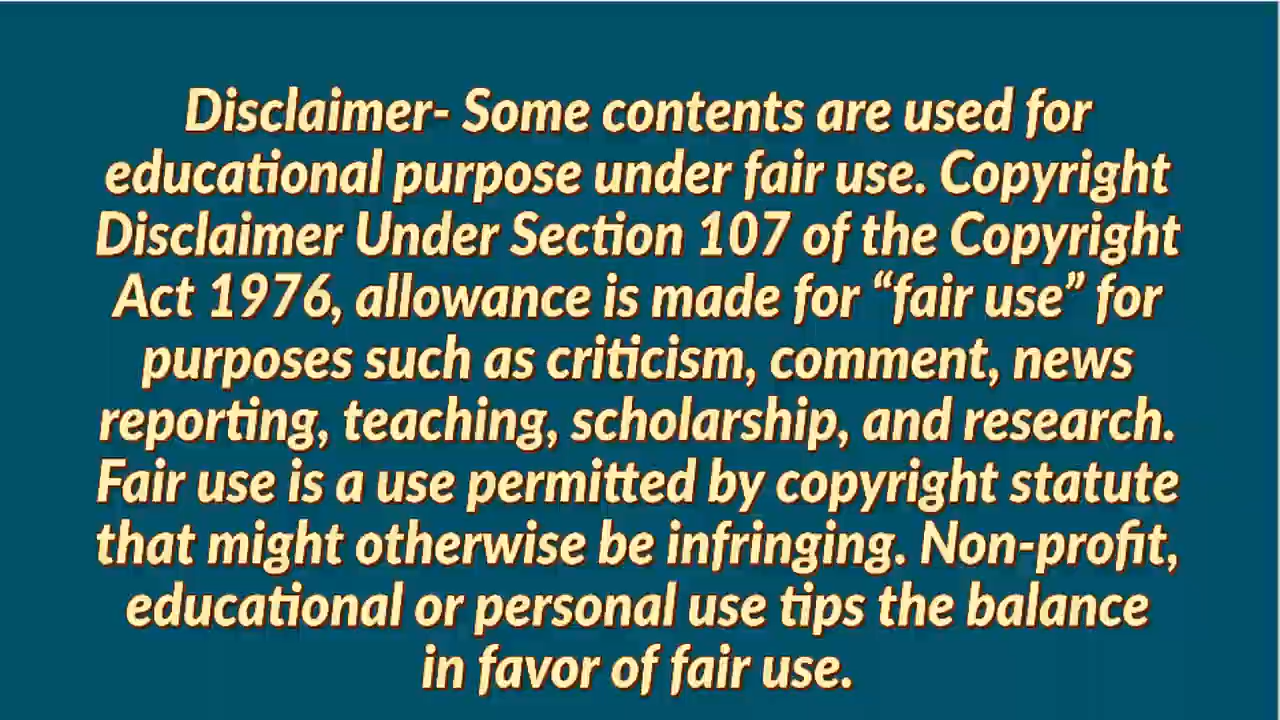 Disclaimer- Some contents are used for
educational purpose under fair use. Copyright
Disclaimer Under Section 107 of the Copyright
Act 1976, allowance is made for “fair use” for
purposes such as criticism, comment, news
reporting, teaching, scholarship, and research.
Fair use is a use permitted by copyright statute
that might otherwise be infringing. Non-profit,
educational or personal use tips the balance
in favor of fair use.